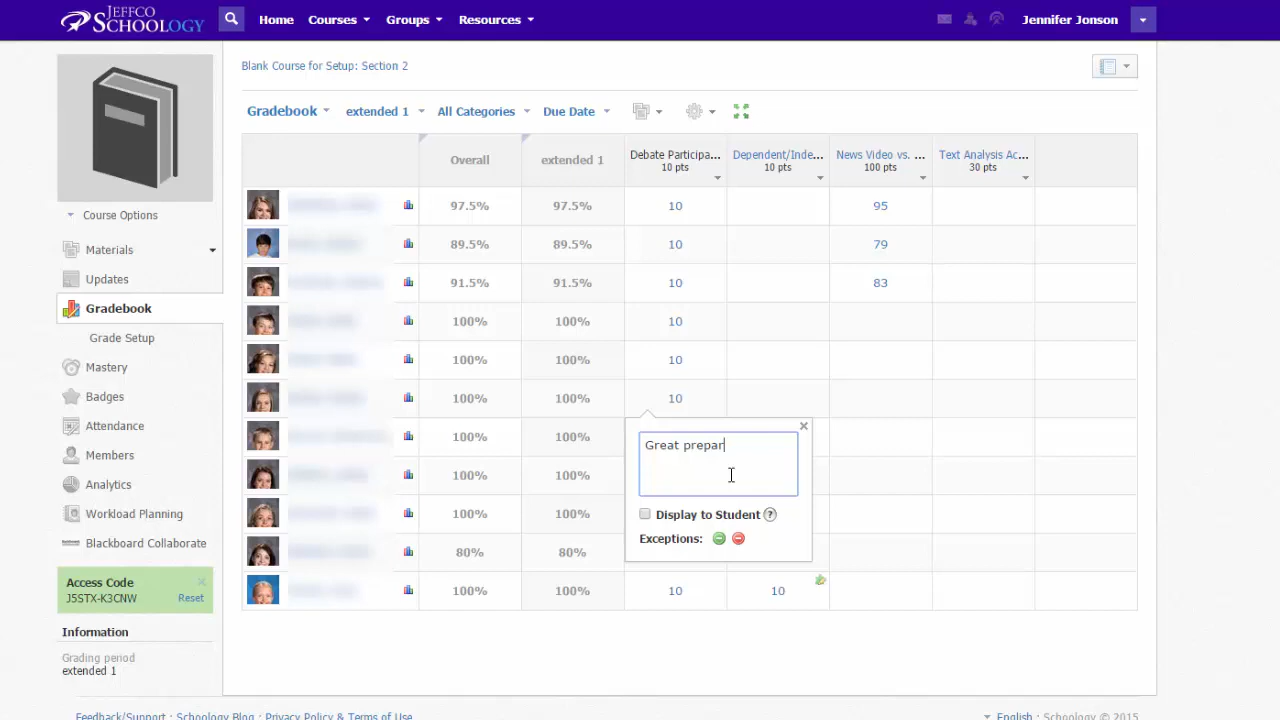 JEFFCO
SCHOOLOGY
Home Courses Groups Resources
Jennifer Jonson
Blank Course for Setup: Section 2
Gradebook extended 1 All Categories Due Date
Course Options
Materials
Updates
Gradebook
Grade Setup
Mastery
Badges
Attendance
Members
Analytics
Workload Planning
Blackboard Collaborate
Access Code
J5STX-K3CNW Reset
Information
Grading period
extended 1
Overall extended 1 Debate Participa... Dependent/Inde... News Video vs. ... Text Analysis Ac...
10 pts 10 pts 100 pts 30 pts
97.5% 97.5% 10 95
89.5% 89.5% 10 79
91.5% 91.5% 10 83
100% 100% 10
100% 100% 10
100% 100% 10
100% 100%
100% 100%
100% 100%
80% 80%
100% 100% 10 10
Great prepar
Display to Student ?
Exceptions:
Feedback/Support : Schoology Blog : Privacy Policy & Terms of Use
English : Schoology © 2015